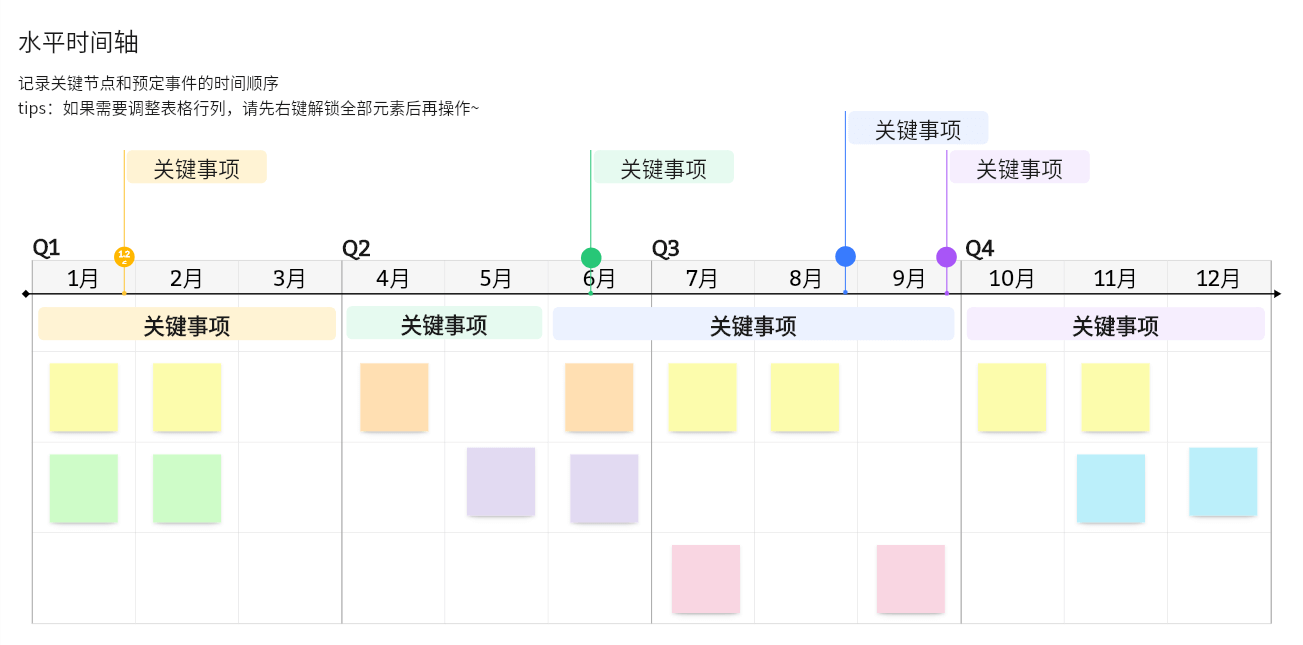 水平时间轴
记录关键节点和预定事件的时间顺序
tips：如果需要调整表格行列，请先右键解锁全部元素后再操作~
关键事项
关键事项
关键事项
关键事项
Q1
Q2
Q3
Q4
1月
2月
3月
4月
5月
6月
7月
8月
9月
10月
11月
12月
关键事项
关键事项
关键事项
关键事项